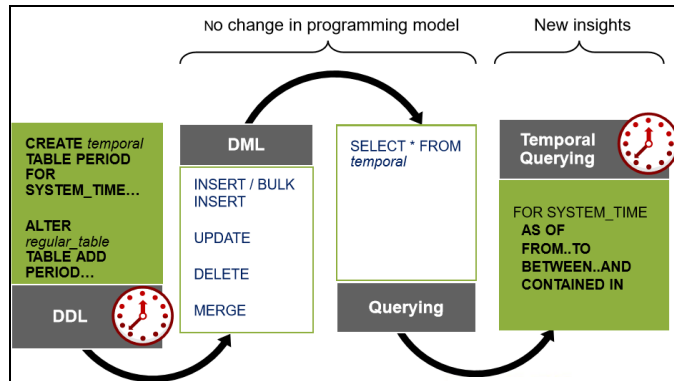 No change in programming model
New insights
CREATE temporal
TABLE PERIOD
FOR
SYSTEM_TIME…
ALTER
regular_table
TABLE ADD
PERIOD…
DDL
DML
INSERT / BULK
INSERT
UPDATE
DELETE
MERGE
SELECT * FROM
temporal
Querying
Temporal
Querying
FOR SYSTEM_TIME
AS OF
FROM..TO
BETWEEN..AND
CONTAINED IN